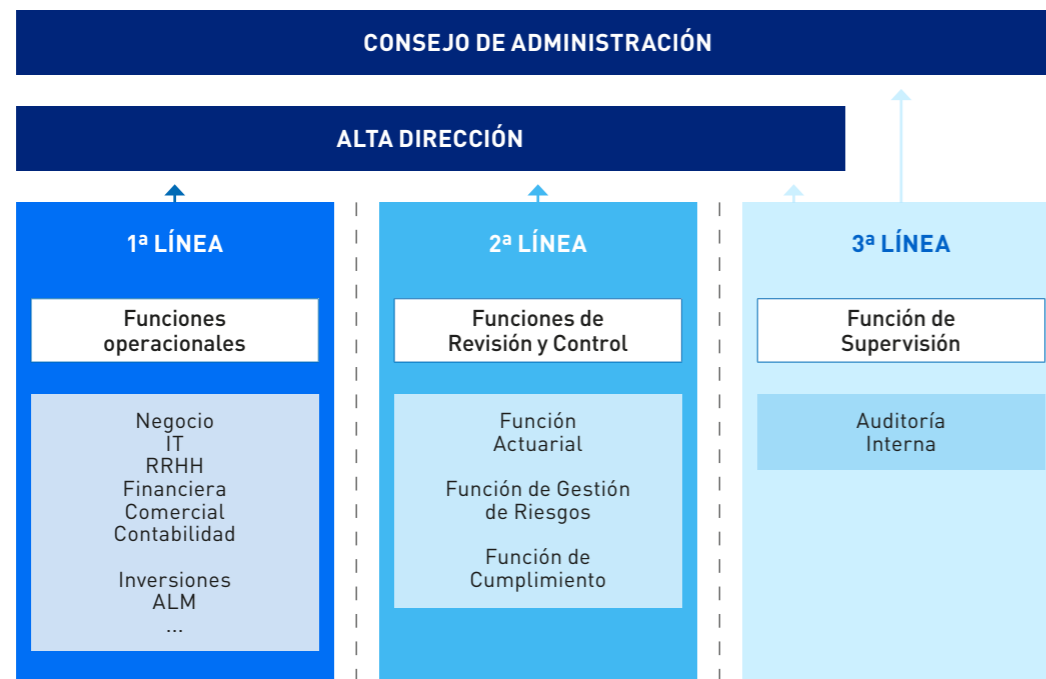 CONSEJO DE ADMINISTRACIÓN
ALTA DIRECCIÓN
1ª LÍNEA
Funciones
operacionales
Negocio
IT
RRHH
Financiera
Comercial
Contabilidad
Inversiones
ALM
...
2ª LÍNEA
Funciones de
Revisión y Control
Función
Actuarial
Función de Gestión
de Riesgos
Función de
Cumplimiento
3ª LÍNEA
Función de
Supervisión
Auditoría
Interna